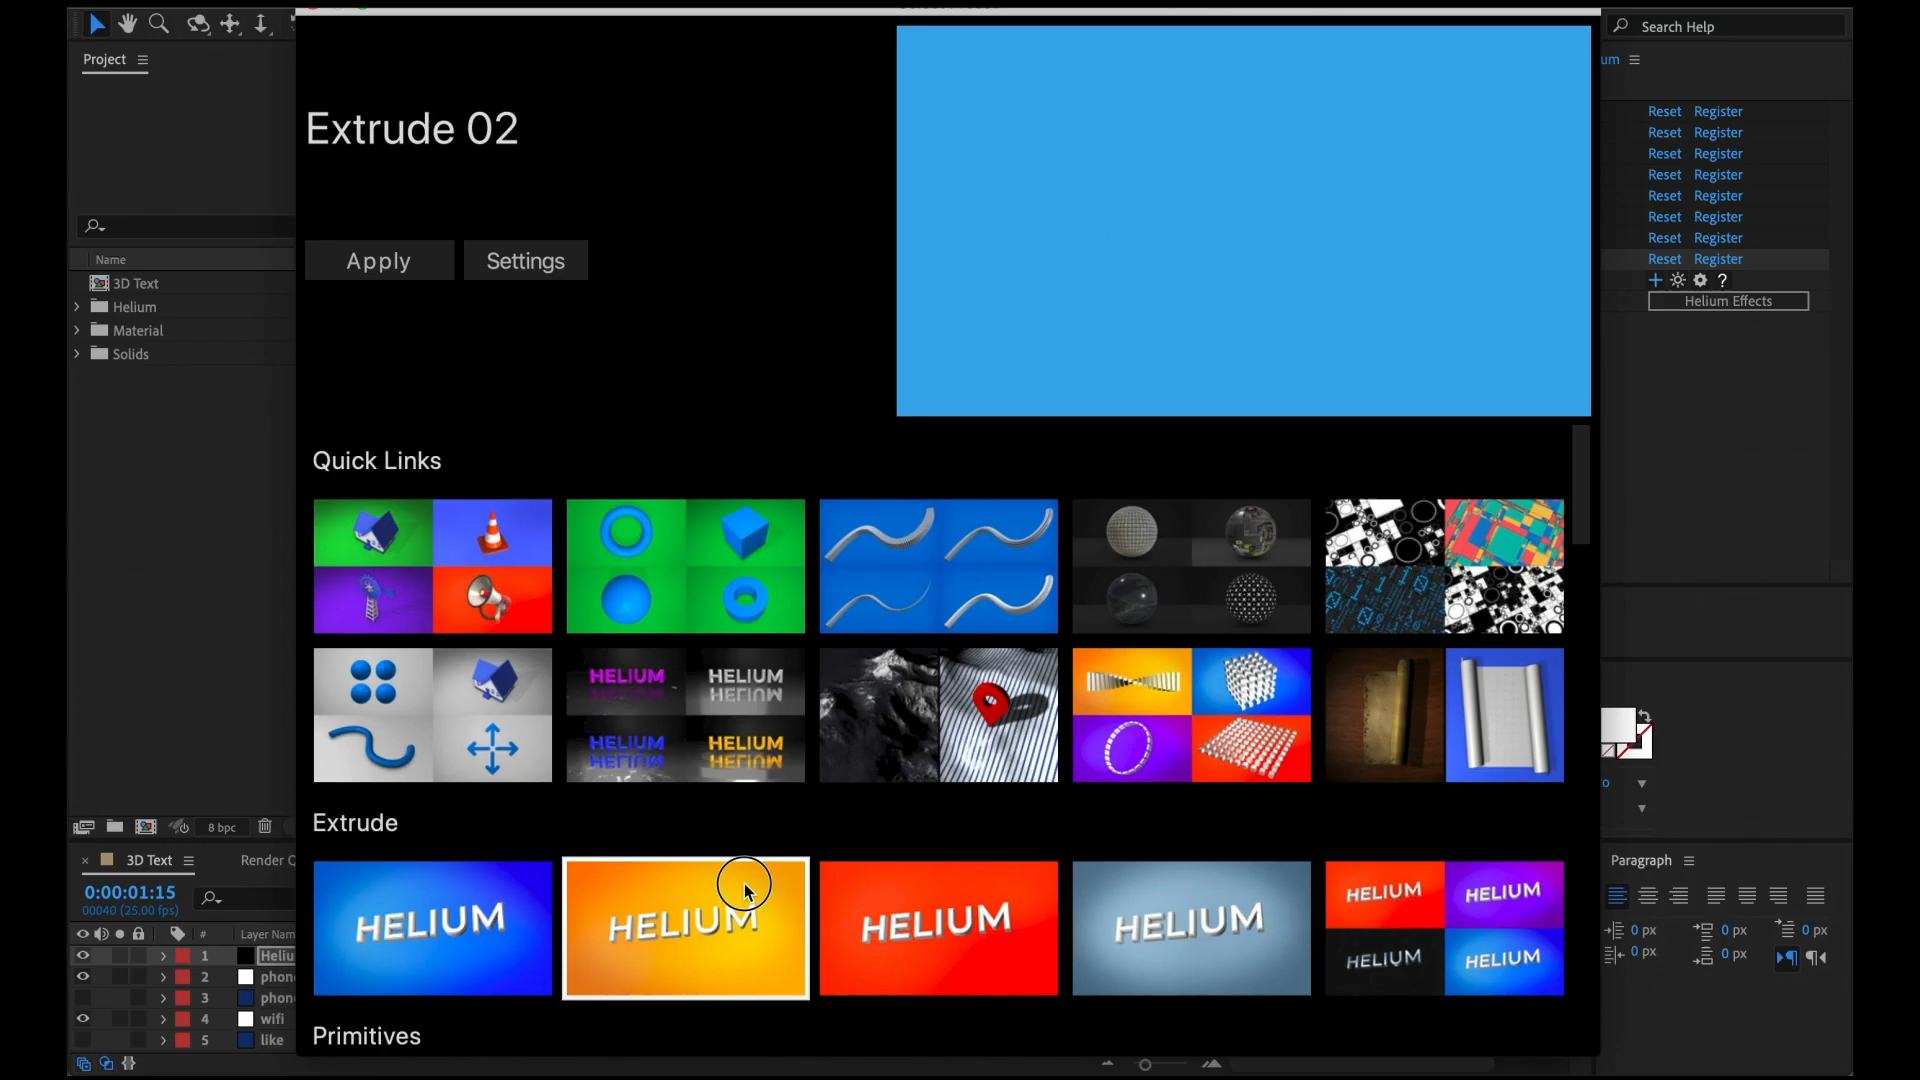 Search Help
Project
um
Extrude 02
Reset Register
Reset Register
Reset Register
Reset Register
Reset Register
Reset Register
Reset Register
Reset Register
?
Helium Effects
Apply
Settings
Name
3D Text
Helium
Material
Solids
Quick Links
HELIUM
HELIUM
HELIUM
HELIUM
Extrude
HELIUM
HELIUM
HELIUM
HELIUM
HELIUM
HELIUM
HELIUM
HELIUM
Primitives
8 bpc
3D Text
Render Q
0:00:01:15
00040 (25.00 fps)
# Layer Nam
1 Heliu
2 phon
3 phon
4 wifi
5 like
Paragraph
0 px
0 px
0 px
0 px
0 px